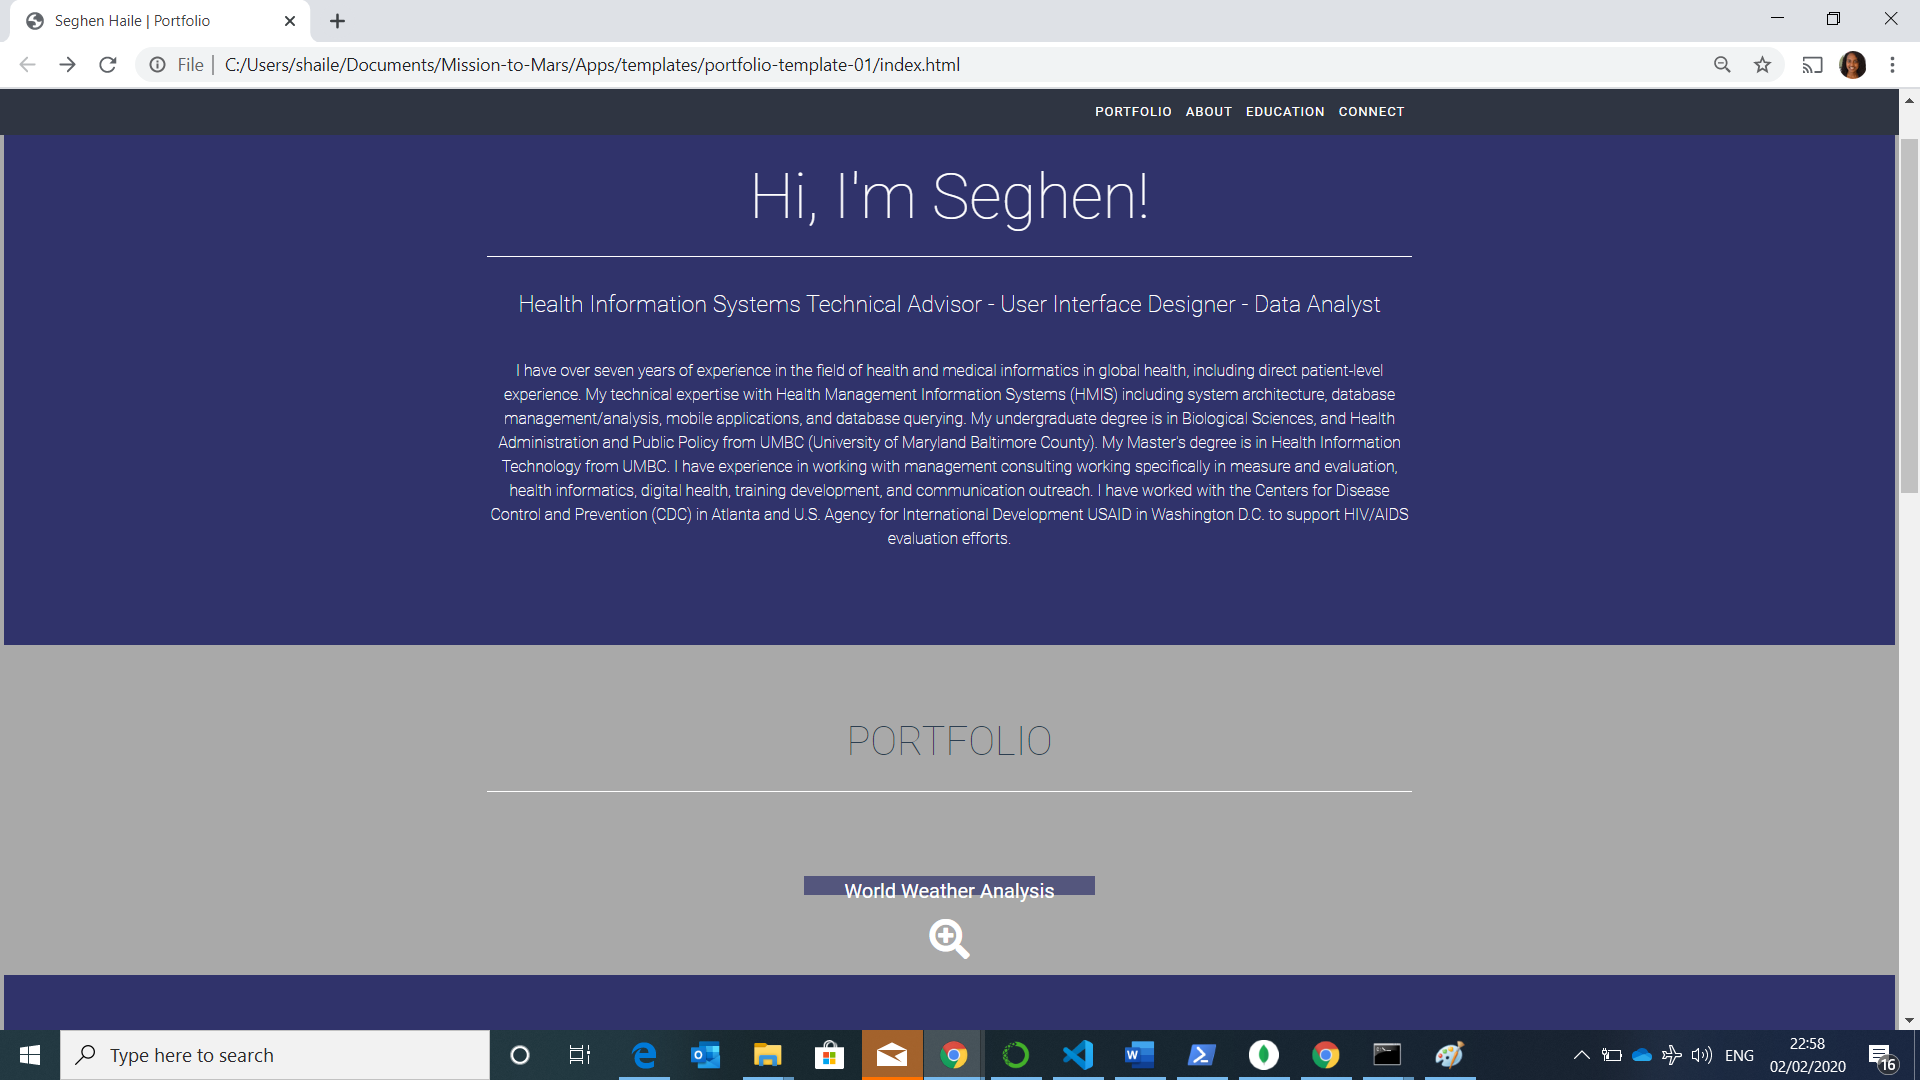 Seghen Haile | Portfolio
File | C:/Users/shaile/Documents/Mission-to-Mars/Apps/templates/portfolio-template-01/index.html
PORTFOLIO ABOUT EDUCATION CONNECT
Hi, I'm Seghen!
Health Information Systems Technical Advisor - User Interface Designer - Data Analyst
I have over seven years of experience in the field of health and medical informatics in global health, including direct patient-level
experience. My technical expertise with Health Management Information Systems (HMIS) including system architecture, database
management/analysis, mobile applications, and database querying. My undergraduate degree is in Biological Sciences, and Health
Administration and Public Policy from UMBC (University of Maryland Baltimore County). My Master's degree is in Health Information
Technology from UMBC. I have experience in working with management consulting working specifically in measure and evaluation,
health informatics, digital health, training development, and communication outreach. I have worked with the Centers for Disease
Control and Prevention (CDC) in Atlanta and U.S. Agency for International Development USAID in Washington D.C. to support HIV/AIDS
evaluation efforts.
PORTFOLIO
World Weather Analysis
Type here to search
ENG
22:58
02/02/2020
16